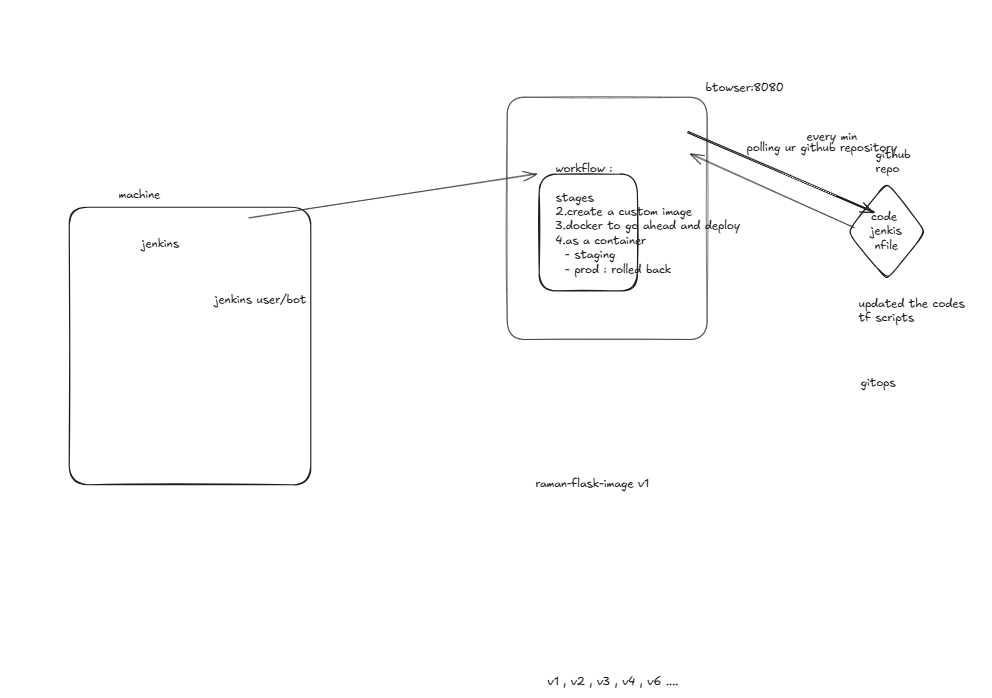 btowser:8080
every min
polling ur github repository
github
repo
workflow :
machine
stages
2.create a custom image
3.docker to go ahead and deploy
4.as a container
- staging
- prod : rolled back
code
jenkis
nfile
jenkins
jenkins user/bot
updated the codes
tf scripts
gitops
raman-flask-image v1
v1 , v2 , v3 , v4 , v6 ....